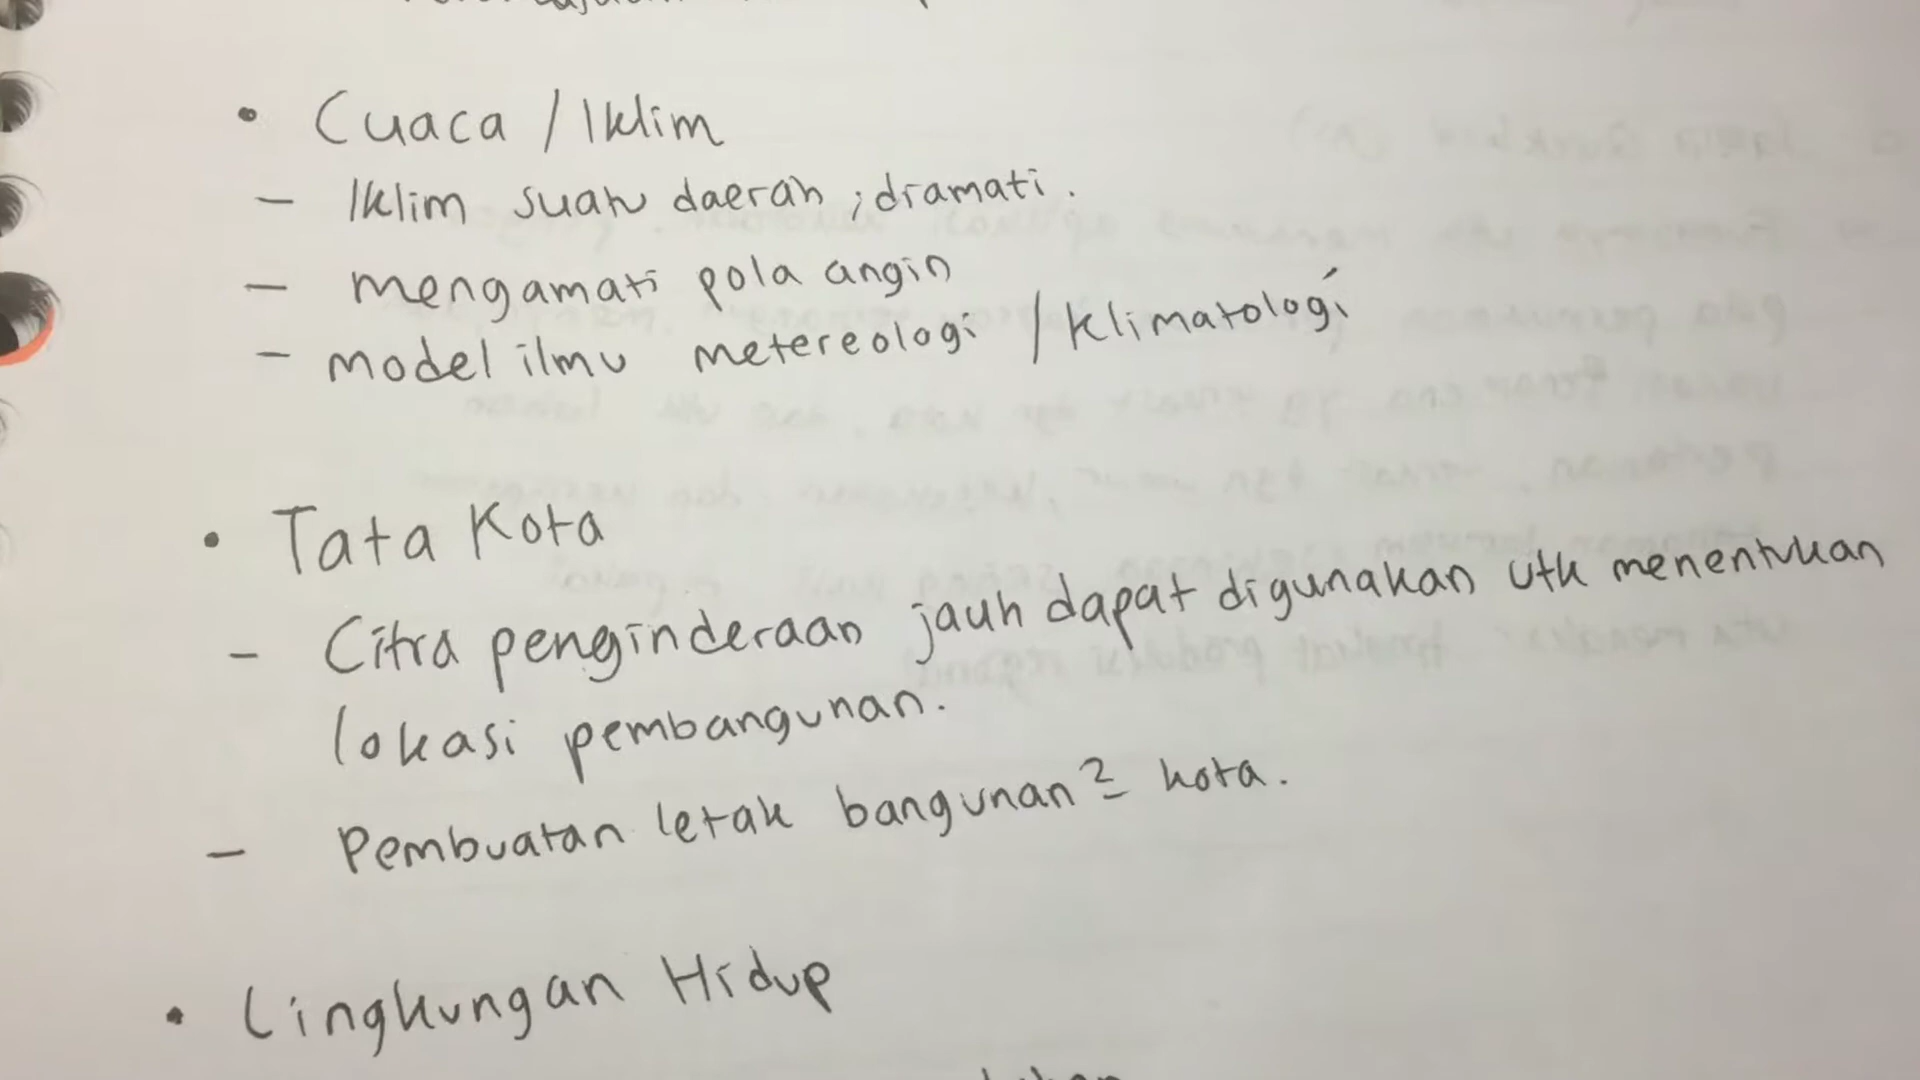 • Cuaca / Iklim
- Iklim suatu daerah ; dramati.
- mengamati pola angin
- model ilmu metereologi / klimatologi
• Tata Kota
- Citra penginderaan jauh dapat digunakan utk menentukan
lokasi pembangunan.
- Pembuatan letak bangunan² kota.
• Lingkungan Hidup